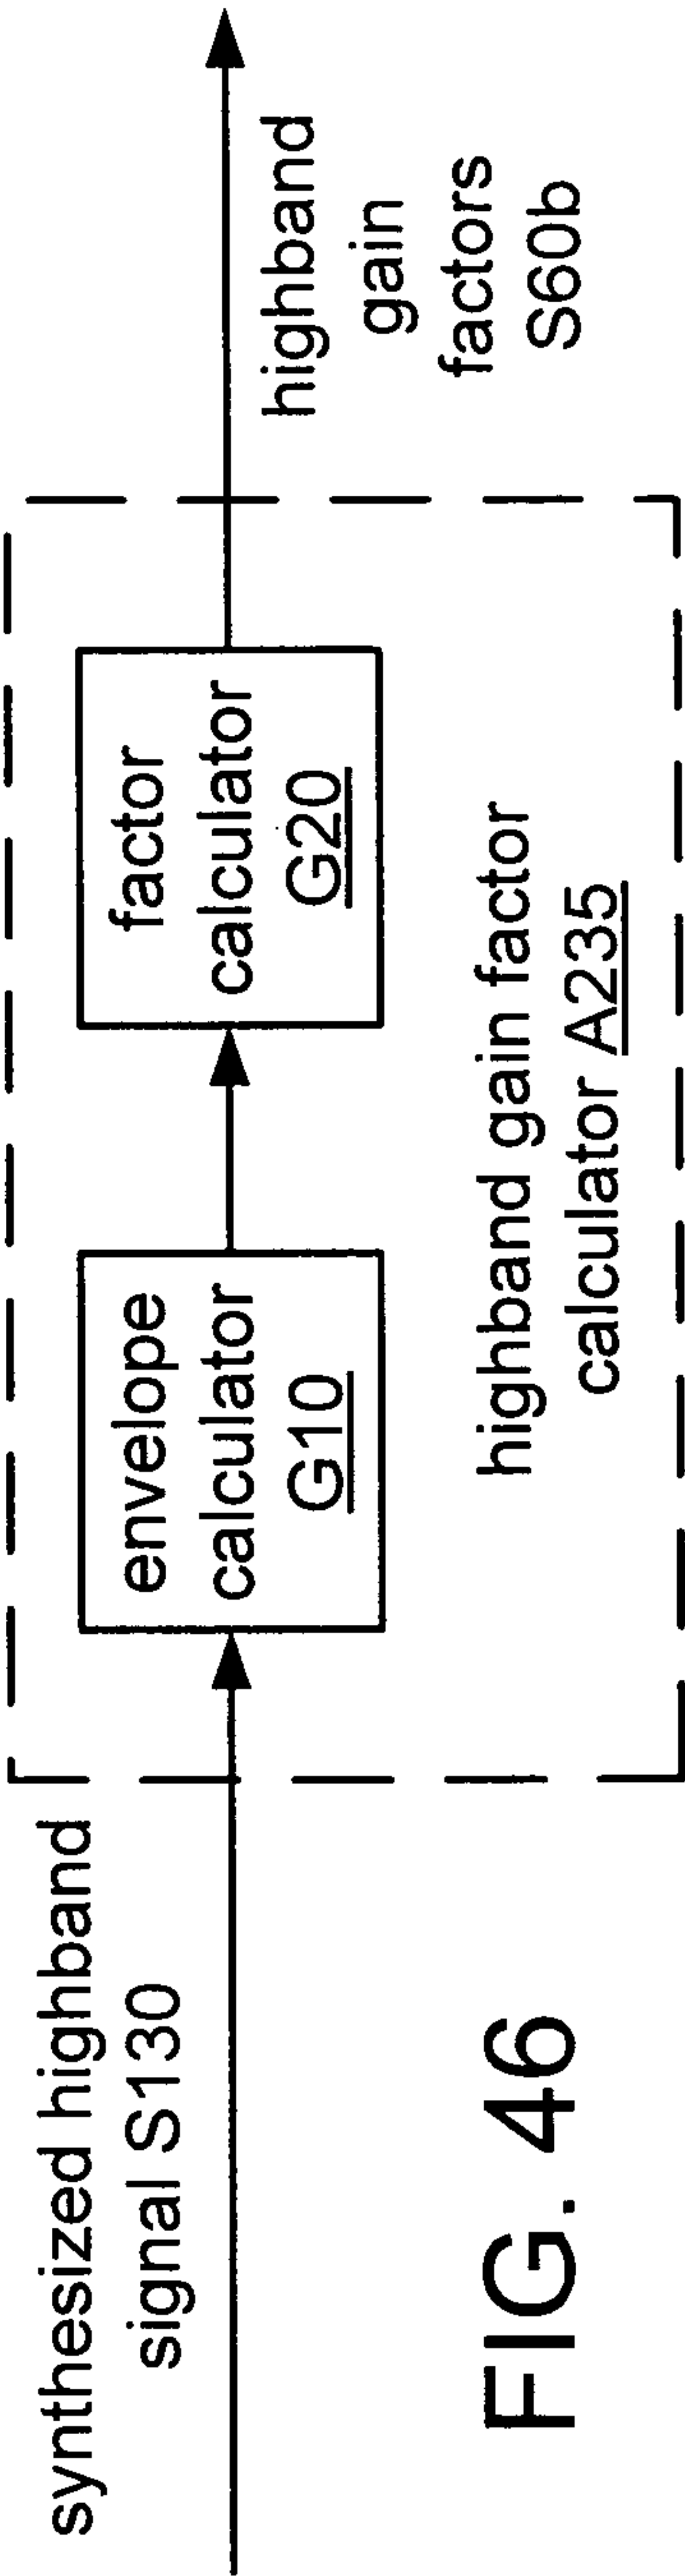 synthesized highband
signal S130
envelope
calculator
G10
factor
calculator
G20
highband gain factor
calculator A235
highband
gain
factors
S60b
FIG. 46